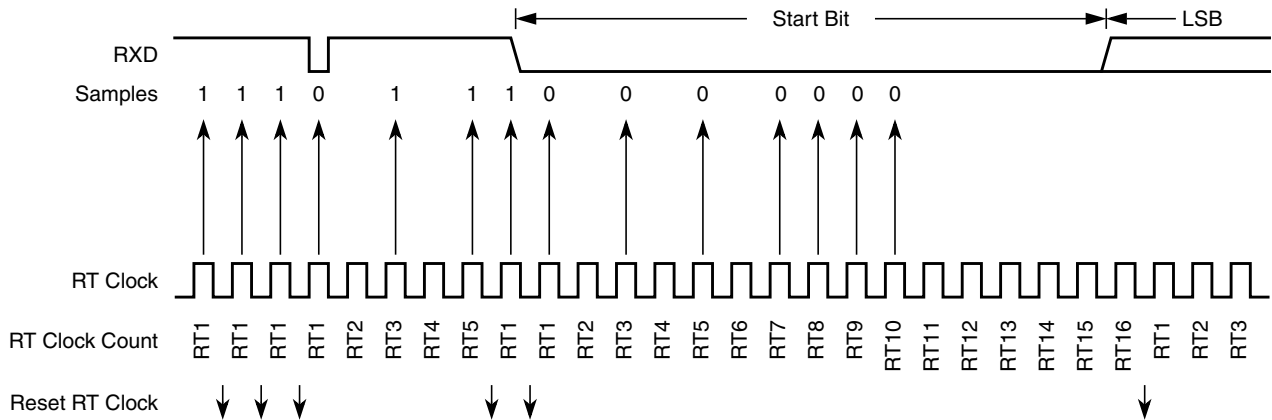 Start Bit LSB
RXD
Samples 1 1 1 0 1 1 1 0 0 0 0 0 0 0
RT Clock
RT Clock Count RT1 RT1 RT1 RT1 RT2 RT3 RT4 RT5 RT1 RT1 RT2 RT3 RT4 RT5 RT6 RT7 RT8 RT9 RT10 RT11 RT12 RT13 RT14 RT15 RT16 RT1 RT2 RT3
Reset RT Clock